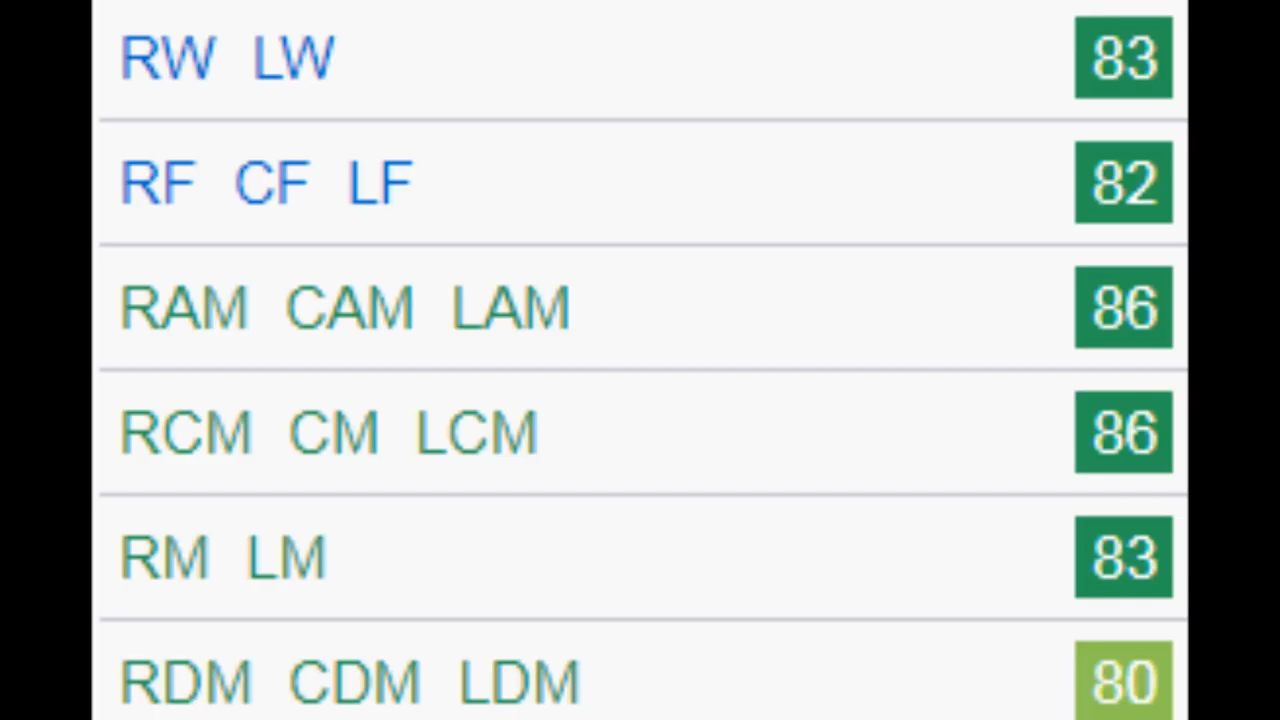 RW LW 83
RF CF LF 82
RAM CAM LAM 86
RCM CM LCM 86
RM LM 83
RDM CDM LDM 80